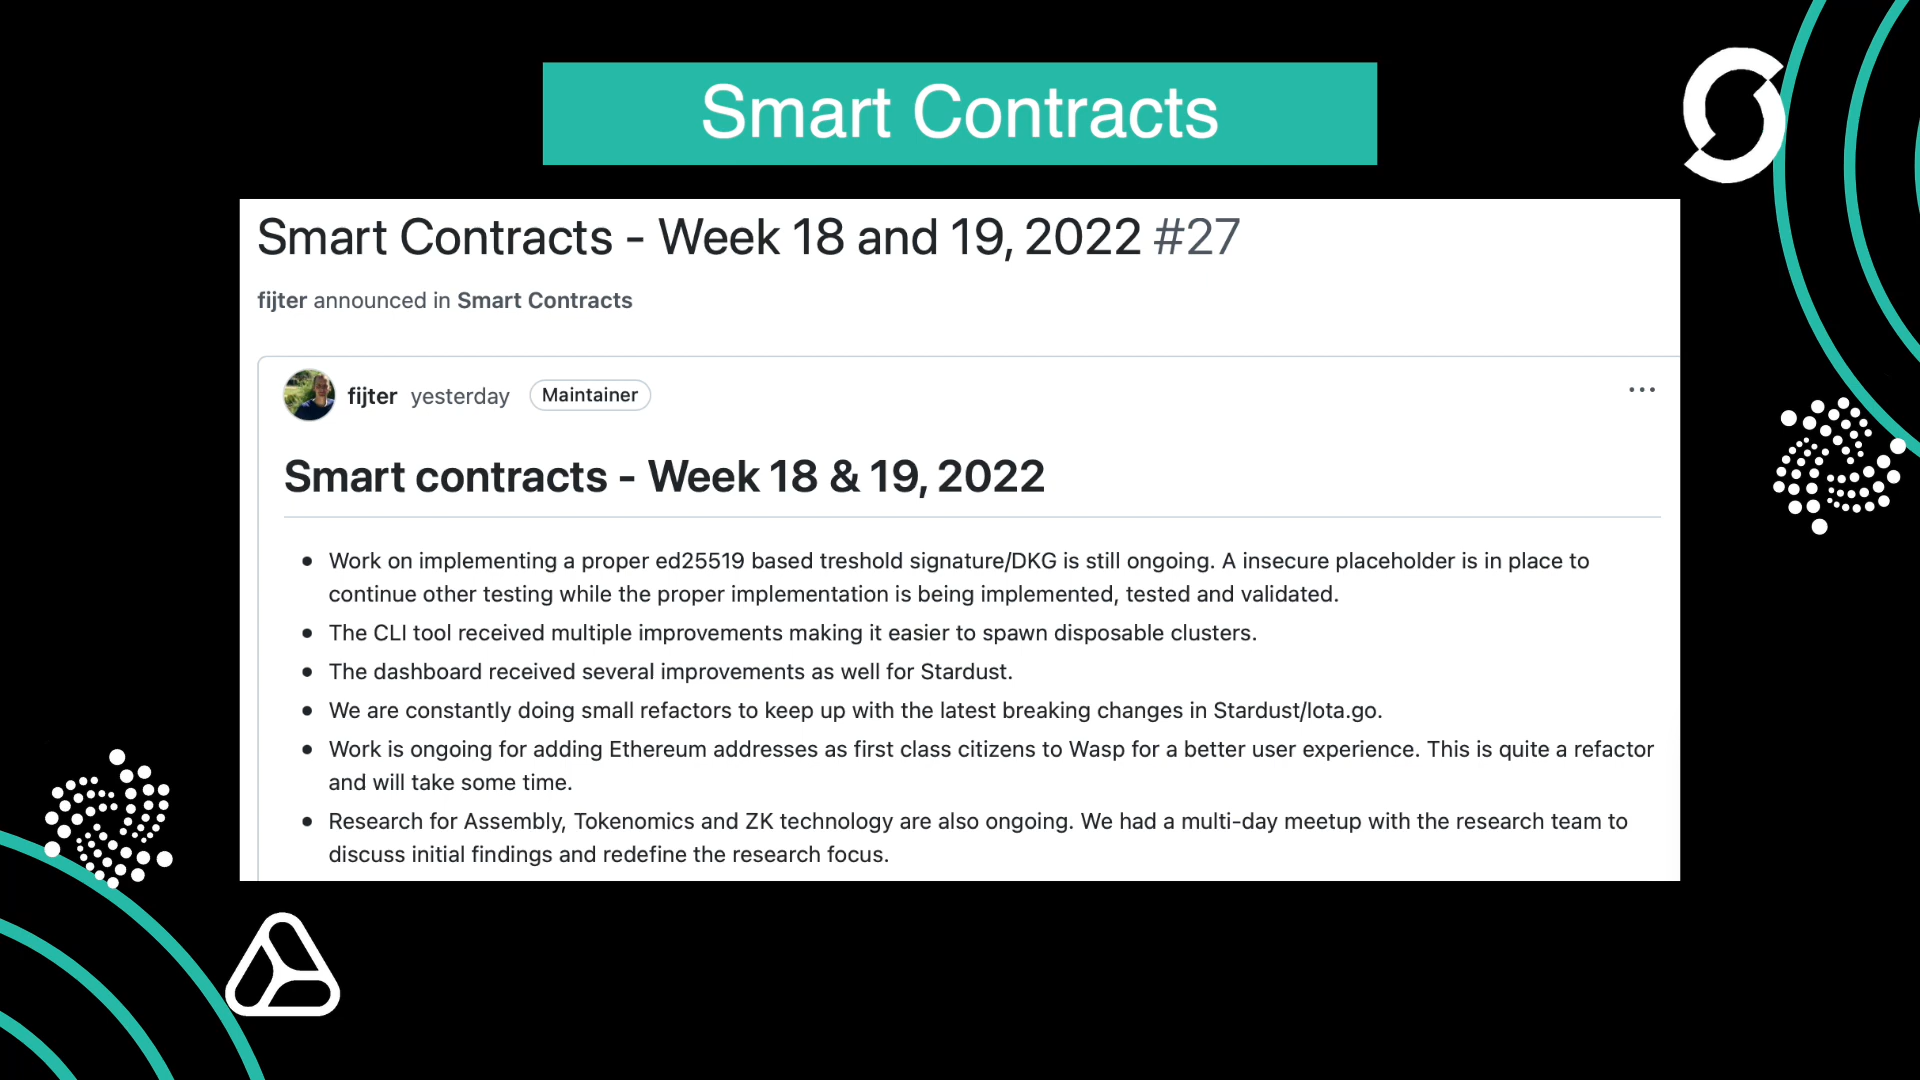 Smart Contracts
Smart Contracts - Week 18 and 19, 2022 #27
fijter announced in Smart Contracts
fijter yesterday Maintainer
Smart contracts - Week 18 & 19, 2022
Work on implementing a proper ed25519 based treshold signature/DKG is still ongoing. A insecure placeholder is in place to
continue other testing while the proper implementation is being implemented, tested and validated.
The CLI tool received multiple improvements making it easier to spawn disposable clusters.
The dashboard received several improvements as well for Stardust.
We are constantly doing small refactors to keep up with the latest breaking changes in Stardust/Iota.go.
Work is ongoing for adding Ethereum addresses as first class citizens to Wasp for a better user experience. This is quite a refactor
and will take some time.
Research for Assembly, Tokenomics and ZK technology are also ongoing. We had a multi-day meetup with the research team to
discuss initial findings and redefine the research focus.